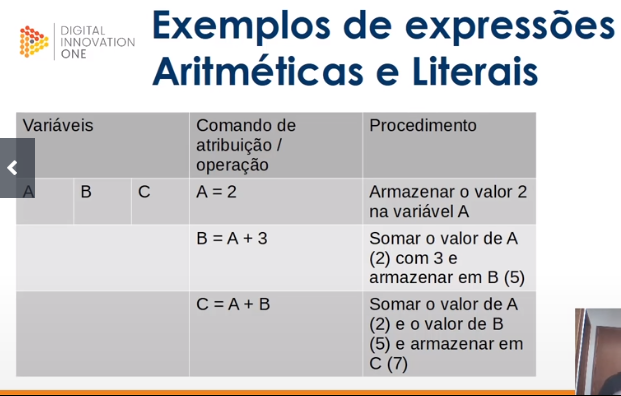 DIGITAL
INNOVATION
ONE
Exemplos de expressões
Aritméticas e Literais
Variáveis
Comando de
atribuição /
operação
Procedimento
A B C
A = 2
Armazenar o valor 2
na variável A
B = A + 3
Somar o valor de A
(2) com 3 e
armazenar em B (5)
C = A + B
Somar o valor de A
(2) e o valor de B
(5) e armazenar em
C (7)